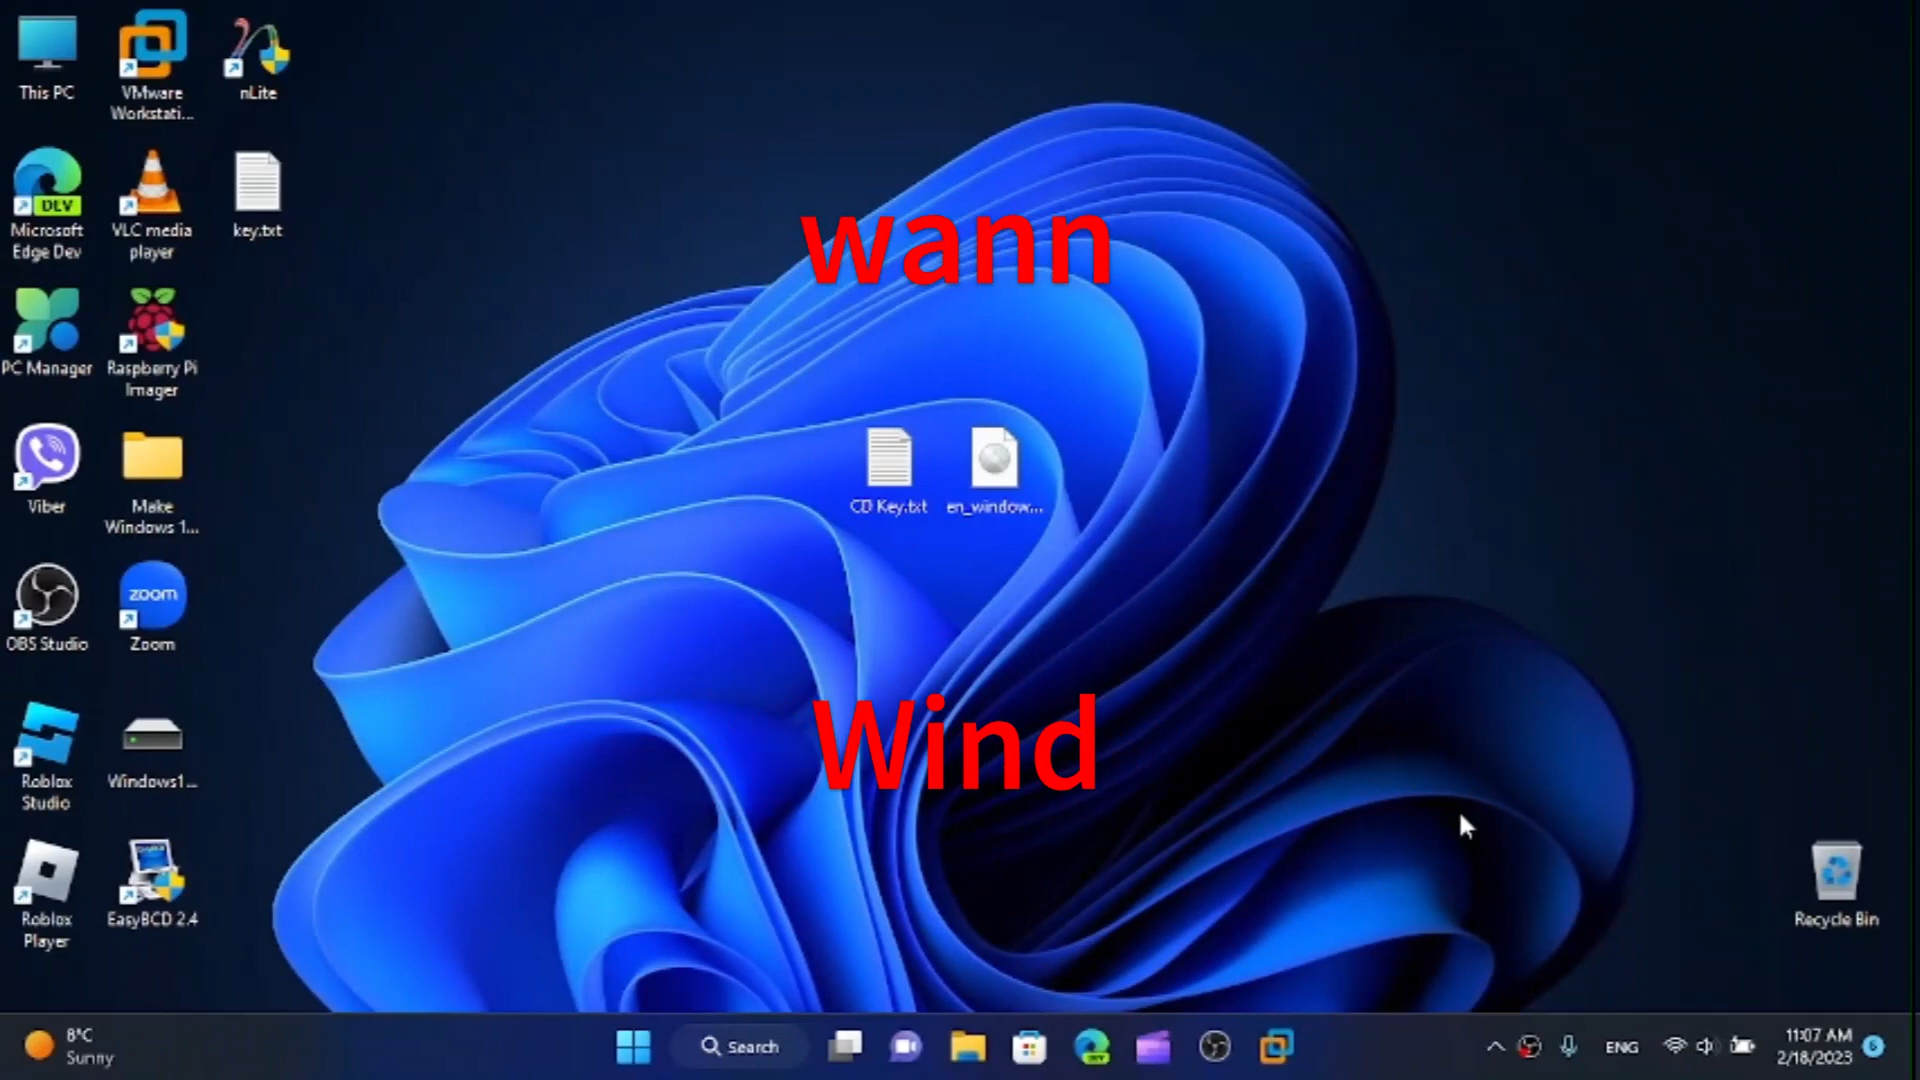 This PC
VMware
Workstati...
nLite
Microsoft
Edge Dev
DEV
VLC media
player
key.txt
wann
PC Manager
Raspberry Pi
Imager
Viber
Make
Windows 1...
CD Key.txt
en_window...
OBS Studio
zoom
Zoom
Roblox
Studio
Windows1...
Wind
Roblox
Player
EasyBCD 2.4
Recycle Bin
8°C
Sunny
Search
ENG
11:07 AM
2/18/2023